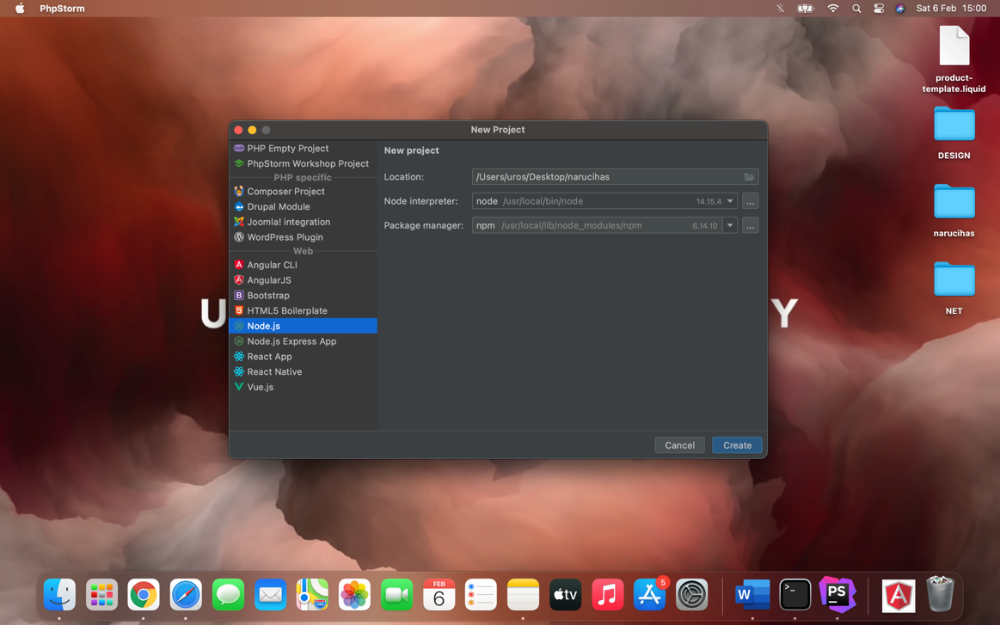 PhpStorm
Sat 6 Feb 15:00
product-
template.liquid
DESIGN
narucihas
NET
U
Y
New Project
PHP Empty Project
PhpStorm Workshop Project
PHP specific
Composer Project
Drupal Module
Joomla! integration
WordPress Plugin
Web
Angular CLI
AngularJS
Bootstrap
HTML5 Boilerplate
Node.js
Node.js Express App
React App
React Native
Vue.js
New project
Location: /Users/uros/Desktop/narucihas
Node interpreter: node /usr/local/bin/node 14.15.4 ...
Package manager: npm /usr/local/lib/node_modules/npm 6.14.10 ...
Cancel Create
FEB
6
tv
5
W
>_
PS
A